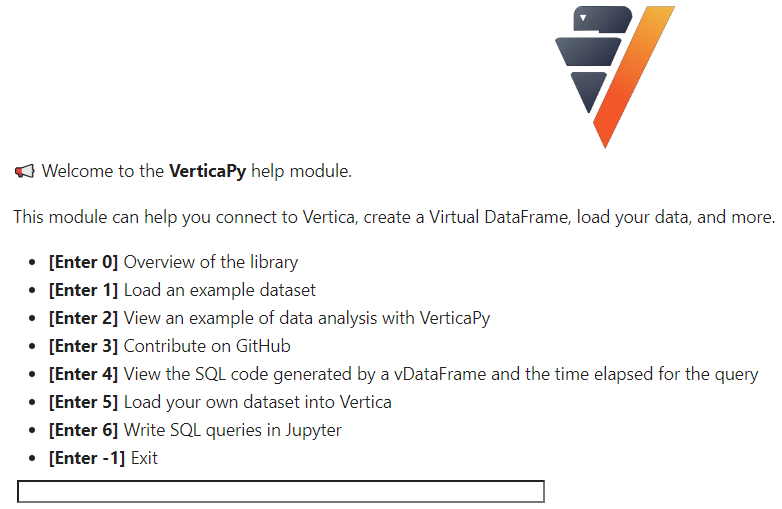 Welcome to the VerticaPy help module.
This module can help you connect to Vertica, create a Virtual DataFrame, load your data, and more.
[Enter 0] Overview of the library
[Enter 1] Load an example dataset
[Enter 2] View an example of data analysis with VerticaPy
[Enter 3] Contribute on GitHub
[Enter 4] View the SQL code generated by a vDataFrame and the time elapsed for the query
[Enter 5] Load your own dataset into Vertica
[Enter 6] Write SQL queries in Jupyter
[Enter -1] Exit